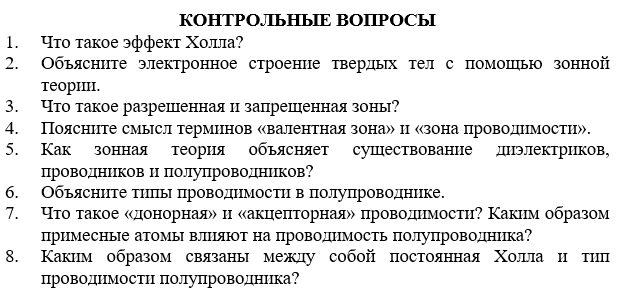 КОНТРОЛЬНЫЕ ВОПРОСЫ
1. Что такое эффект Холла?
2. Объясните электронное строение твердых тел с помощью зонной
теории.
3. Что такое разрешенная и запрещенная зоны?
4. Поясните смысл терминов «валентная зона» и «зона проводимости».
5. Как зонная теория объясняет существование диэлектриков,
проводников и полупроводников?
6. Объясните типы проводимости в полупроводнике.
7. Что такое «донорная» и «акцепторная» проводимости? Каким образом
примесные атомы влияют на проводимость полупроводника?
8. Каким образом связаны между собой постоянная Холла и тип
проводимости полупроводника?